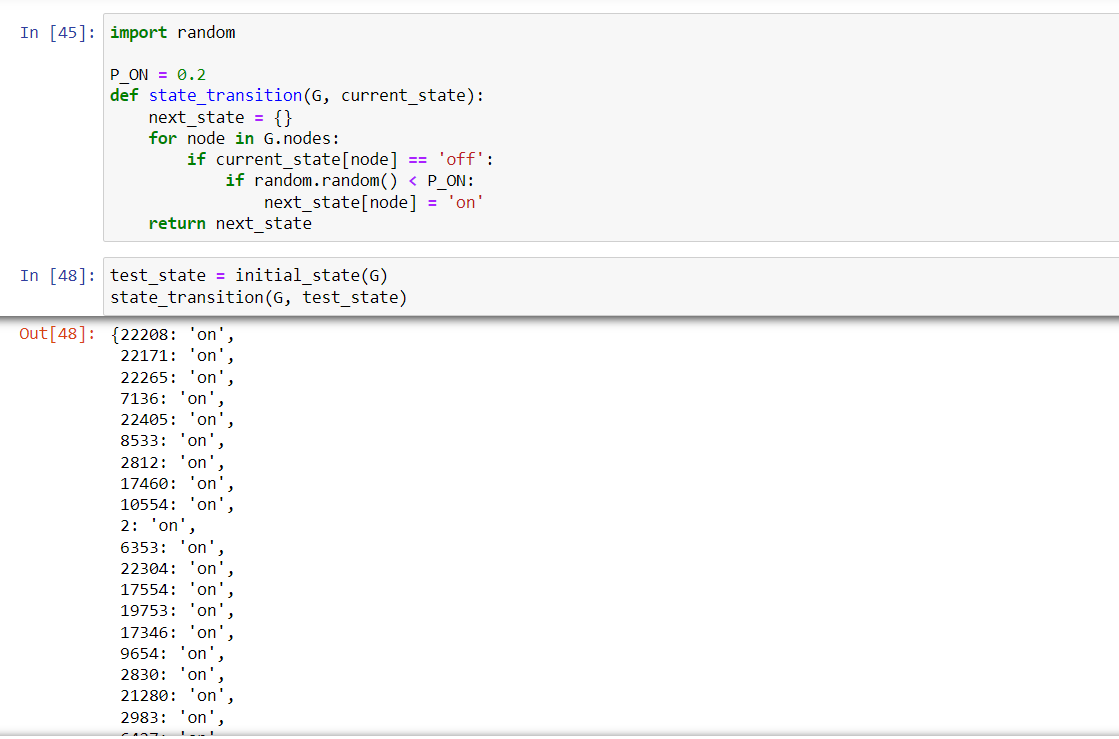 In [45]: import random
P_ON = 0.2
def state_transition(G, current_state):
    next_state = {}
    for node in G.nodes:
        if current_state[node] == 'off':
            if random.random() < P_ON:
                next_state[node] = 'on'
    return next_state
In [48]: test_state = initial_state(G)
state_transition(G, test_state)
Out[48]: {22208: 'on',
22171: 'on',
22265: 'on',
7136: 'on',
22405: 'on',
8533: 'on',
2812: 'on',
17460: 'on',
10554: 'on',
2: 'on',
6353: 'on',
22304: 'on',
17554: 'on',
19753: 'on',
17346: 'on',
9654: 'on',
2830: 'on',
21280: 'on',
2983: 'on',